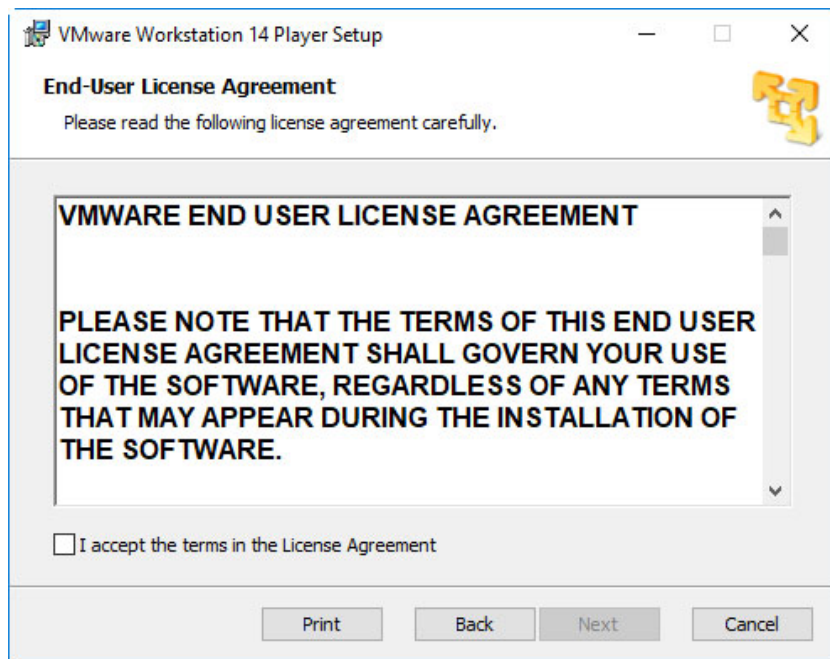 VMware Workstation 14 Player Setup
End-User License Agreement
Please read the following license agreement carefully.
VMWARE END USER LICENSE AGREEMENT
PLEASE NOTE THAT THE TERMS OF THIS END USER
LICENSE AGREEMENT SHALL GOVERN YOUR USE
OF THE SOFTWARE, REGARDLESS OF ANY TERMS
THAT MAY APPEAR DURING THE INSTALLATION OF
THE SOFTWARE.
I accept the terms in the License Agreement
Print Back Next Cancel